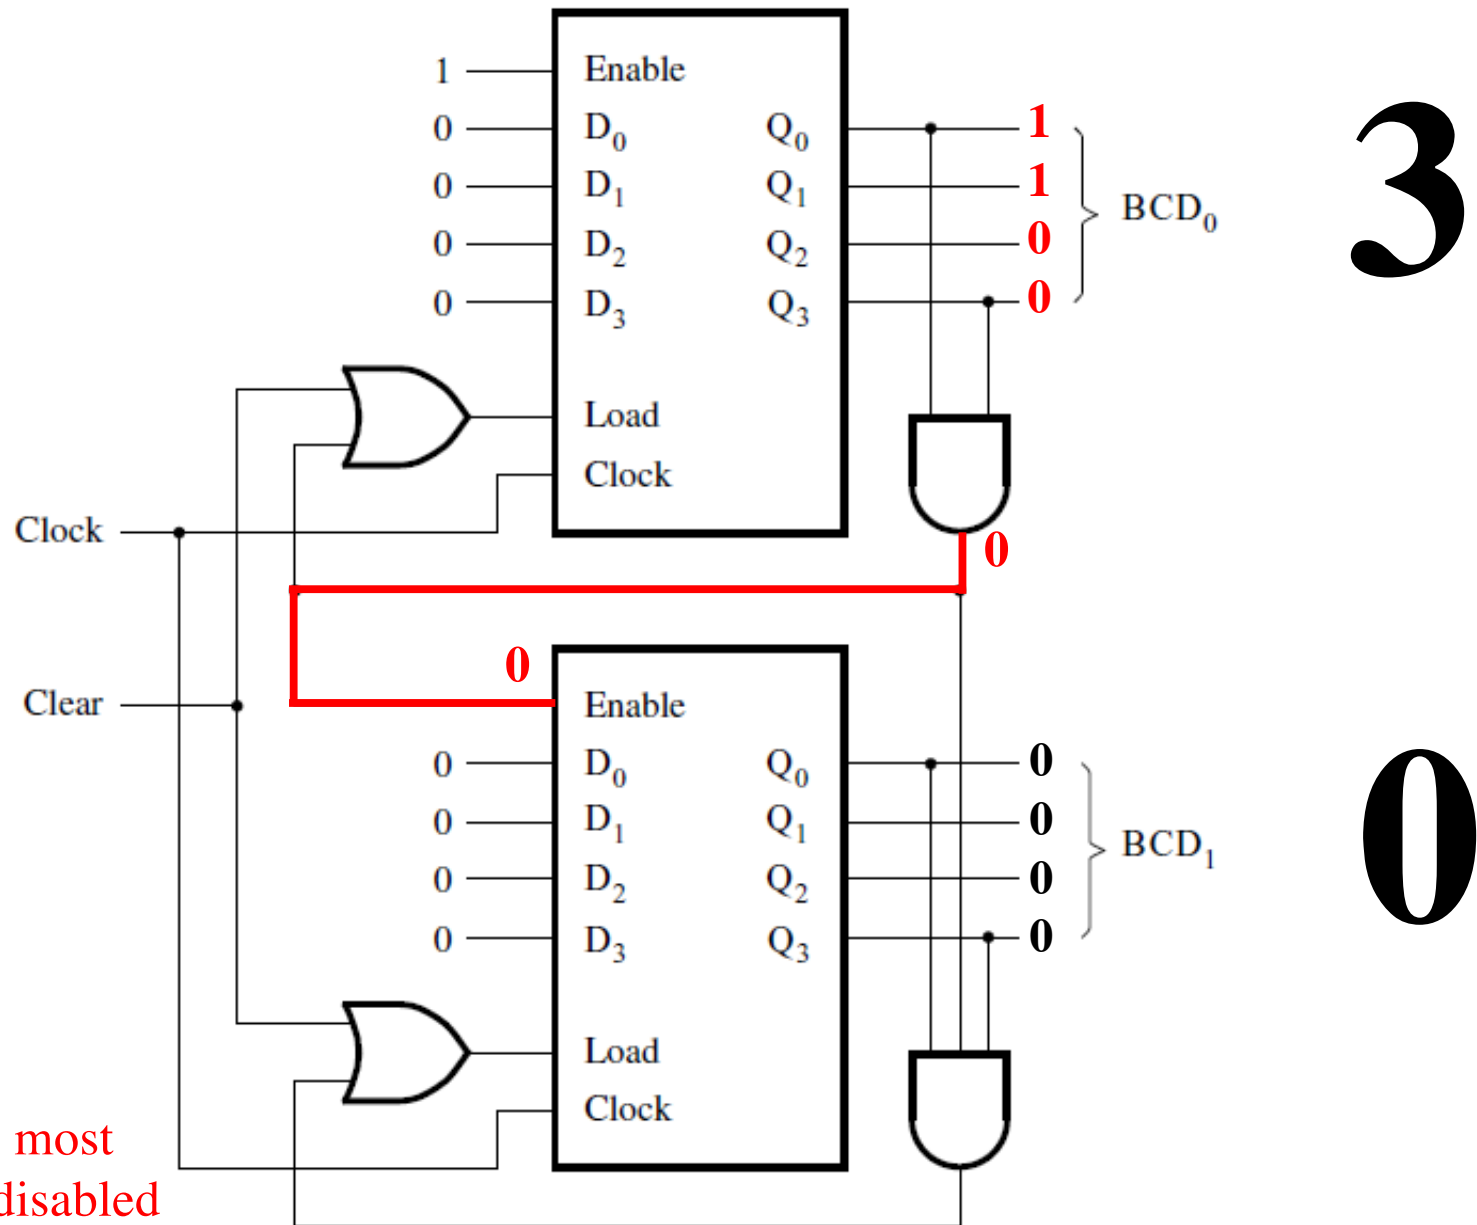 1 Enable
0 D0 Q0 1
0 D1 Q1 1
BCD0 3
0 D2 Q2 0
0 D3 Q3 0
Load
Clock
Clock
0
0
Clear Enable
0 D0 Q0 0
0 D1 Q1 0
BCD1 0
0 D2 Q2 0
0 D3 Q3 0
Load
Clock
most
disabled